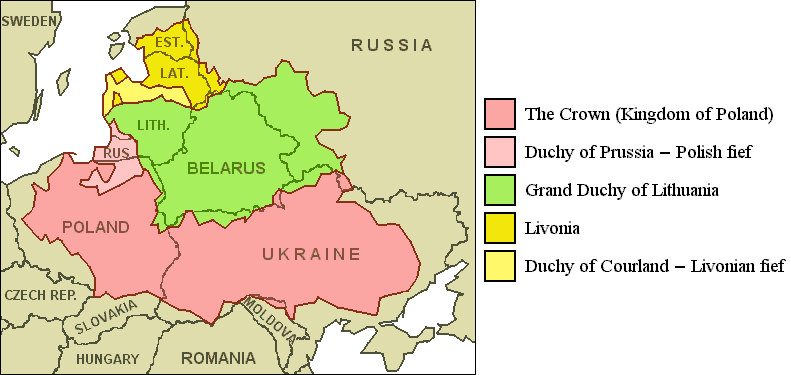 SWEDEN
EST.
RUSSIA
LAT.
LITH.
RUS
BELARUS
POLAND
UKRAINE
CZECH REP.
SLOVAKIA
MOLDOVA
HUNGARY
ROMANIA
The Crown (Kingdom of Poland)
Duchy of Prussia – Polish fief
Grand Duchy of Lithuania
Livonia
Duchy of Courland – Livonian fief